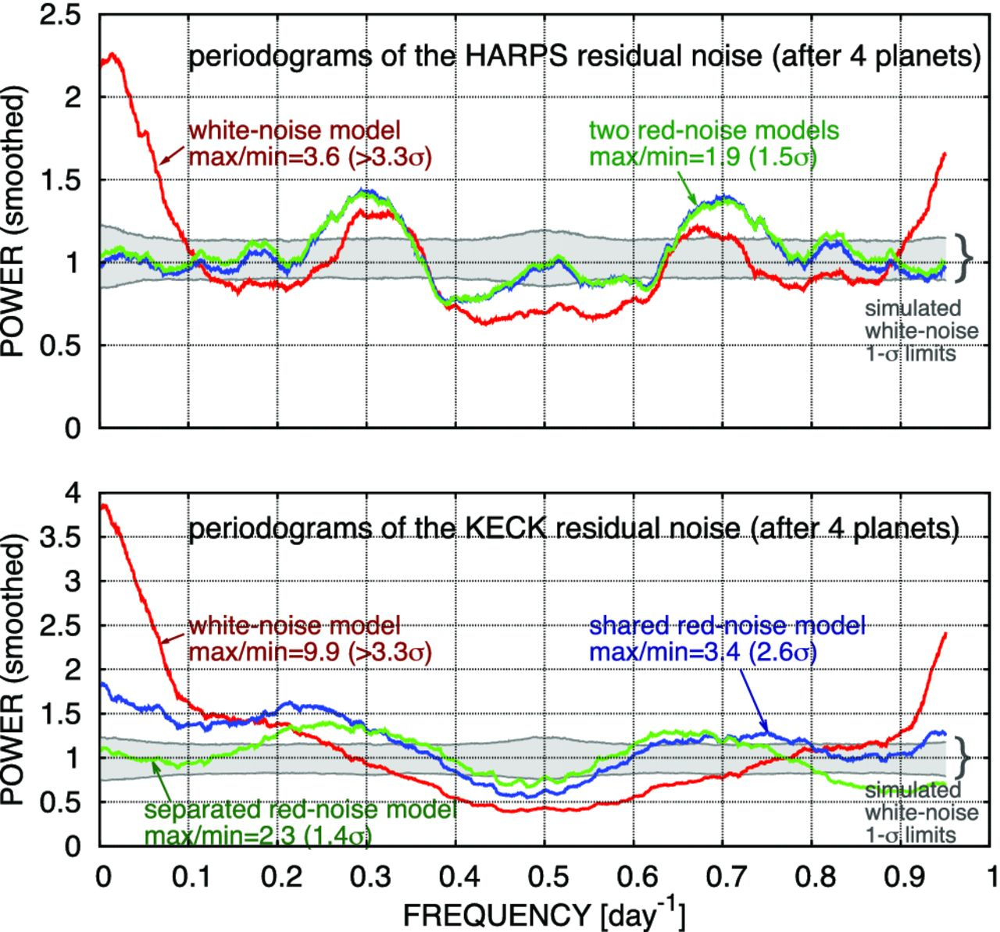 2.5
periodograms of the HARPS residual noise (after 4 planets)
2
white-noise model
max/min=3.6 (>3.3σ)
two red-noise models
max/min=1.9 (1.5σ)
1.5
1
0.5
0
POWER (smoothed)
simulated
white-noise
1-σ limits
4
periodograms of the KECK residual noise (after 4 planets)
3.5
3
2.5
white-noise model
max/min=9.9 (>3.3σ)
shared red-noise model
max/min=3.4 (2.6σ)
2
1.5
1
0.5
0
POWER (smoothed)
separated red-noise model
max/min=2.3 (1.4σ)
simulated
white-noise
1-σ limits
0 0.1 0.2 0.3 0.4 0.5 0.6 0.7 0.8 0.9 1
FREQUENCY [day⁻¹]